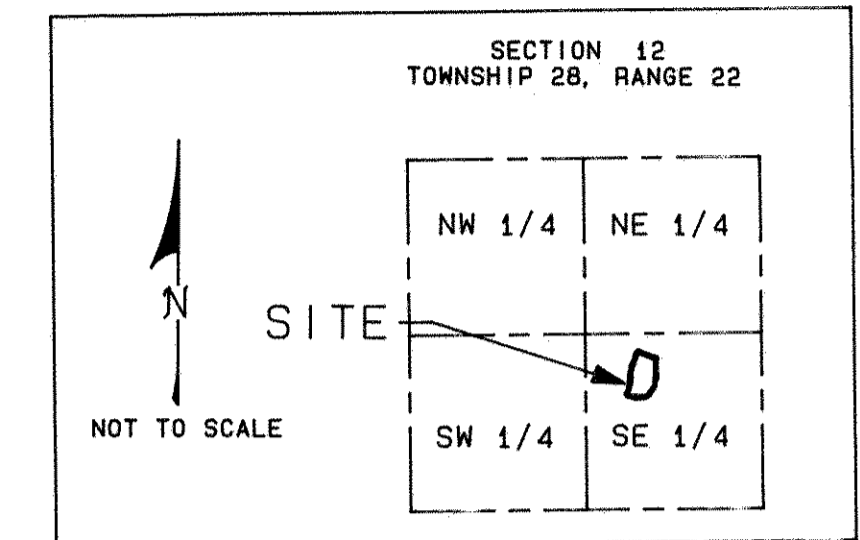 SECTION 12
TOWNSHIP 28, RANGE 22
NW 1/4
NE 1/4
N
SITE
NOT TO SCALE
SW 1/4
SE 1/4